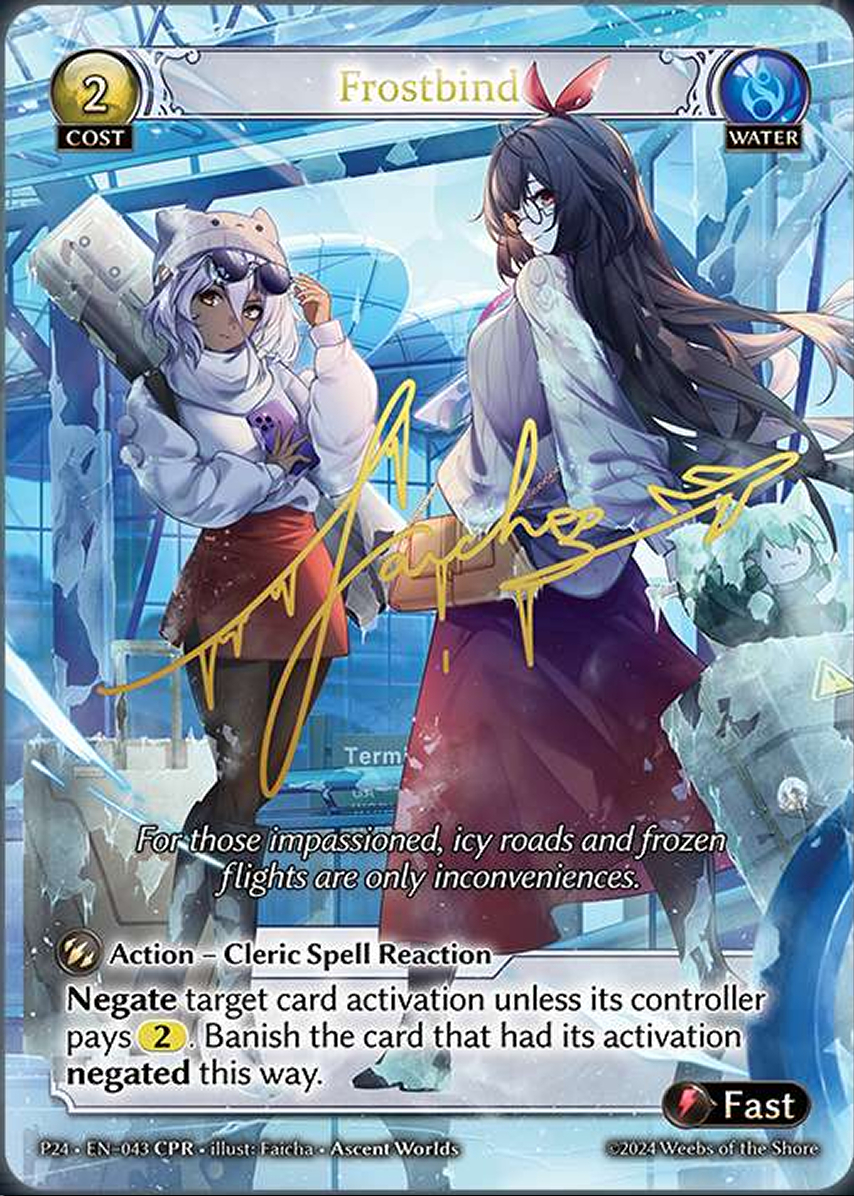 2
COST
Frostbind
WATER
Faicha
Termi
For those impassioned, icy roads and frozen
flights are only inconveniences.
Action – Cleric Spell Reaction
Negate target card activation unless its controller
pays 2. Banish the card that had its activation
negated this way.
Fast
P24 • EN-043 CPR • illust: Faicha • Ascent Worlds
©2024 Weebs of the Shore